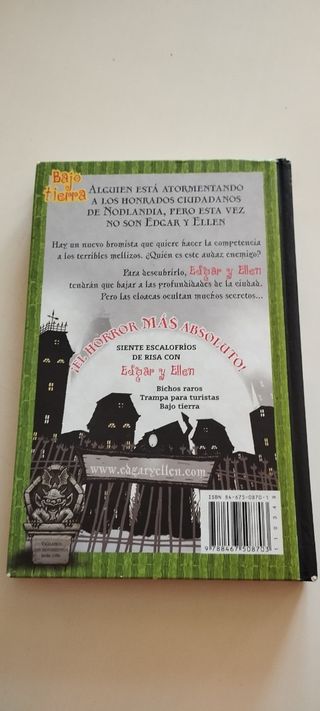 Bajo
tierra
Alguien está atormentando
a los honrados ciudadanos
de Nodlandia, pero esta vez
no son Edgar y Ellen
Hay un nuevo bromista que quiere hacer la competencia
a los terribles mellizos. ¿Quién es este audaz enemigo?
Para descubrirlo, Edgar y Ellen
tendrán que bajar a las profundidades de la ciudad.
Pero las cloacas ocultan muchos secretos...
¡EL HORROR MÁS ABSOLUTO!
SIENTE ESCALOFRÍOS
DE RISA CON
Edgar y Ellen
Bichos raros
Trampa para turistas
Bajo tierra
www.edgaryellen.com
ISBN 84-675-0870-1
9 788467 508703